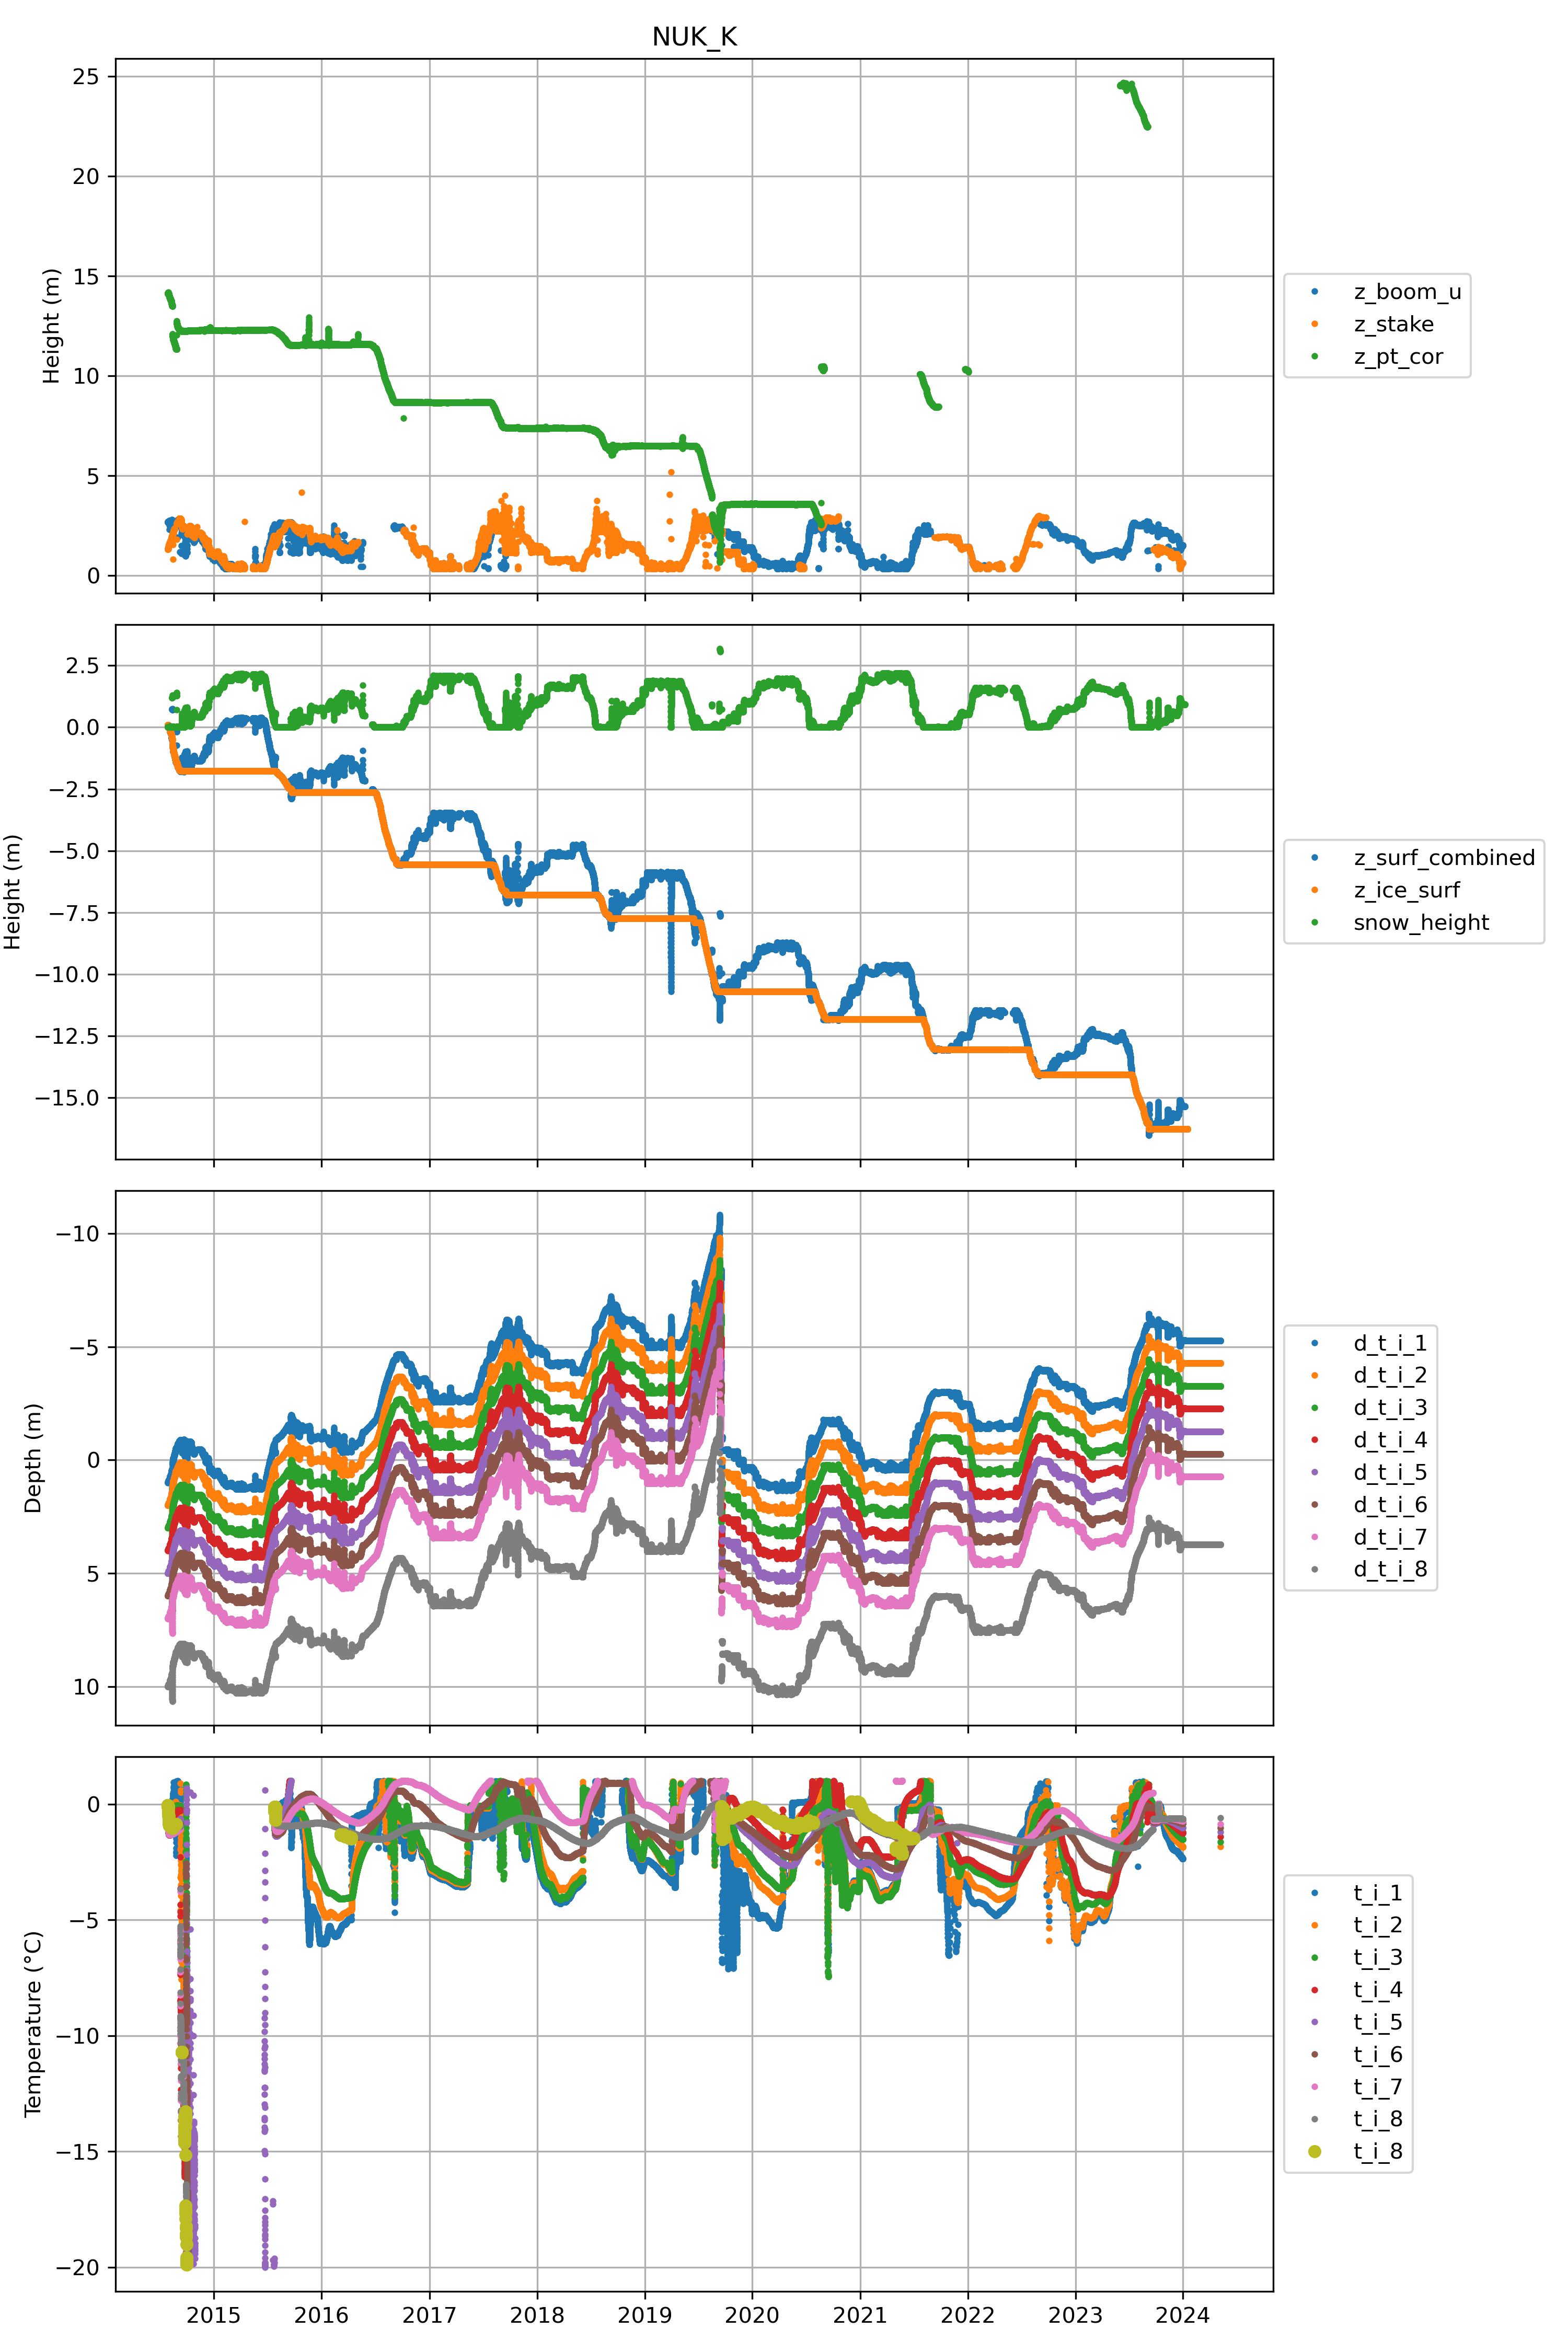 NUK_K
25
20
15
10
5
0
Height (m)
z_boom_u
z_stake
z_pt_cor
2.5
0.0
−2.5
−5.0
−7.5
−10.0
−12.5
−15.0
Height (m)
z_surf_combined
z_ice_surf
snow_height
−10
−5
0
5
10
Depth (m)
d_t_i_1
d_t_i_2
d_t_i_3
d_t_i_4
d_t_i_5
d_t_i_6
d_t_i_7
d_t_i_8
0
−5
−10
−15
−20
Temperature (°C)
t_i_1
t_i_2
t_i_3
t_i_4
t_i_5
t_i_6
t_i_7
t_i_8
t_i_8
2015 2016 2017 2018 2019 2020 2021 2022 2023 2024